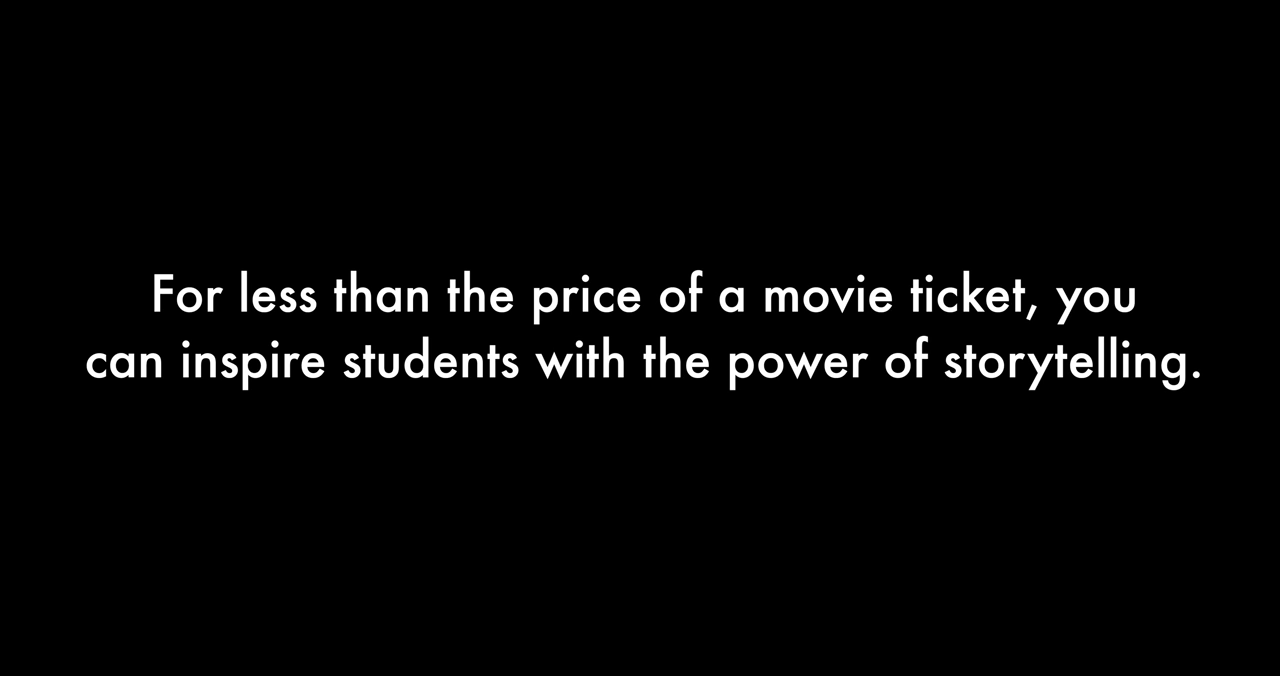 For less than the price of a movie ticket, you
can inspire students with the power of storytelling.